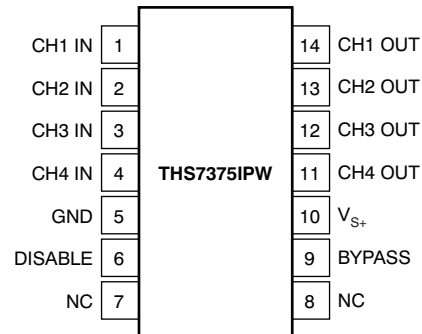 CH1 IN 1 14 CH1 OUT
CH2 IN 2 13 CH2 OUT
CH3 IN 3 12 CH3 OUT
CH4 IN 4 THS7375IPW 11 CH4 OUT
GND 5 10 VS+
DISABLE 6 9 BYPASS
NC 7 8 NC